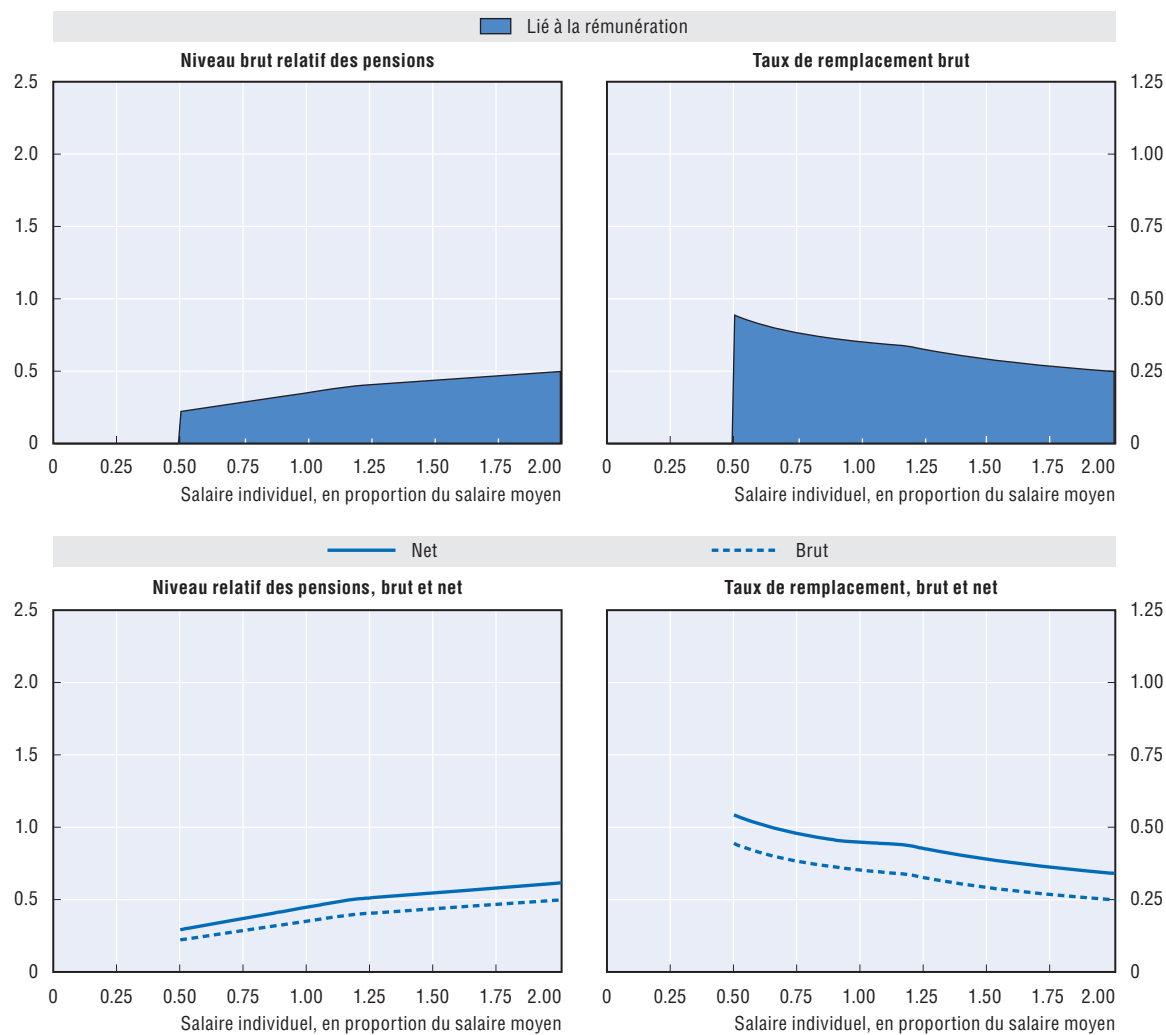 Lié à la rémunération
Niveau brut relatif des pensions
2.5
2.0
1.5
1.0
0.5
0
0 0.25 0.50 0.75 1.00 1.25 1.50 1.75 2.00
Salaire individuel, en proportion du salaire moyen
Taux de remplacement brut
1.25
1.00
0.75
0.50
0.25
0
0 0.25 0.50 0.75 1.00 1.25 1.50 1.75 2.00
Salaire individuel, en proportion du salaire moyen
Net Brut
Niveau relatif des pensions, brut et net
2.5
2.0
1.5
1.0
0.5
0
0 0.25 0.50 0.75 1.00 1.25 1.50 1.75 2.00
Salaire individuel, en proportion du salaire moyen
Taux de remplacement, brut et net
1.25
1.00
0.75
0.50
0.25
0
0 0.25 0.50 0.75 1.00 1.25 1.50 1.75 2.00
Salaire individuel, en proportion du salaire moyen